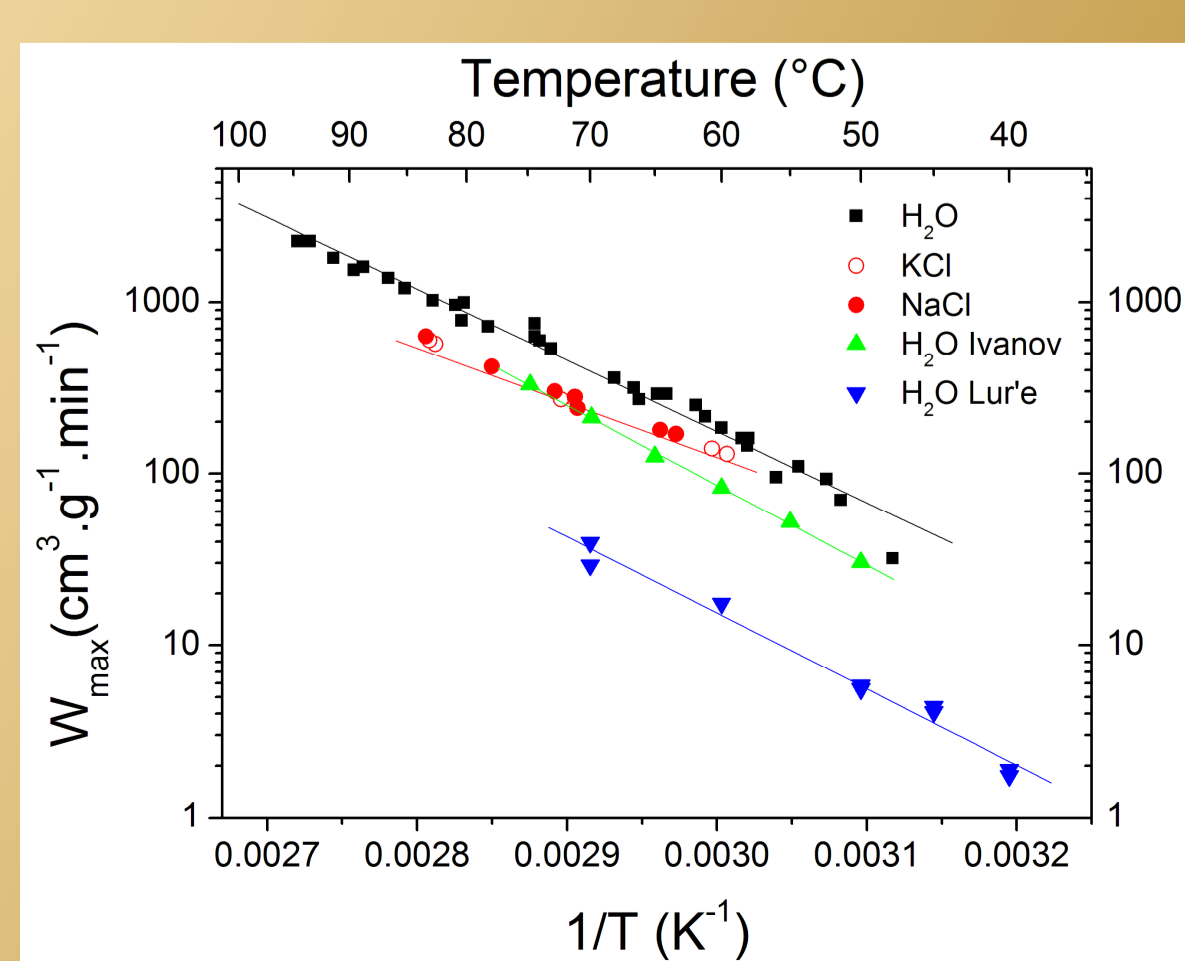 Temperature (°C)
100 90 80 70 60 50 40
H₂O
KCl
NaCl
H₂O Ivanov
H₂O Lur'e
1000 1000
100 100
10 10
1 1
W_max(cm³.g⁻¹.min⁻¹)
0.0027 0.0028 0.0029 0.0030 0.0031 0.0032
1/T (K⁻¹)